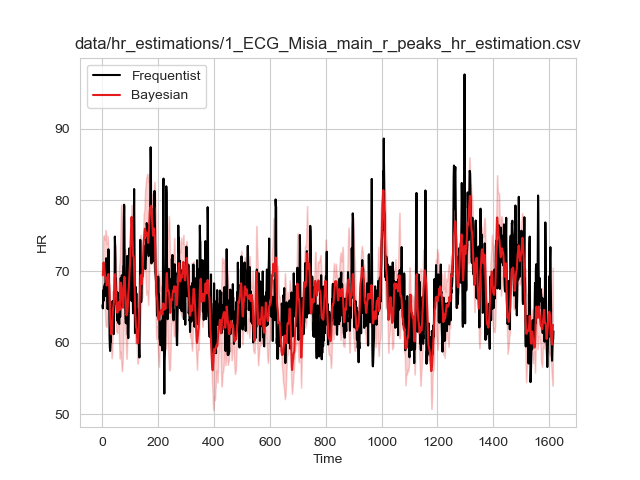 data/hr_estimations/1_ECG_Misia_main_r_peaks_hr_estimation.csv
Frequentist
Bayesian
90
80
70
60
50
HR
0 200 400 600 800 1000 1200 1400 1600
Time